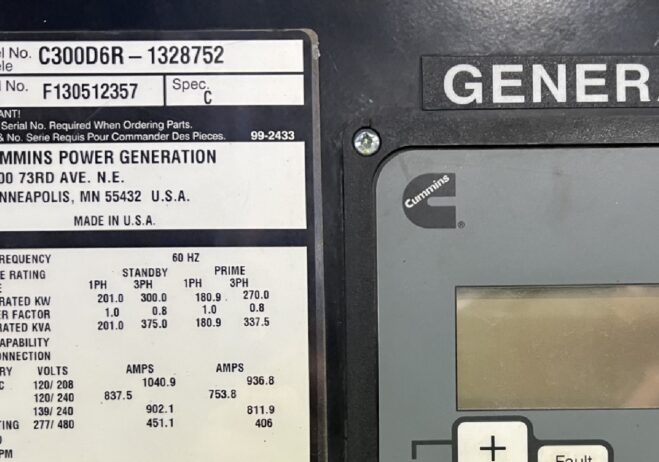 el No. C300D6R – 1328752
ele
l No. F130512357 Spec. C
ANT!
Serial No. Required When Ordering Parts.
& No. Serie Requis Pour Commander Des Pieces. 99-2433
MMINS POWER GENERATION
00 73RD AVE. N.E.
NNEAPOLIS, MN 55432 U.S.A.
MADE IN U.S.A.
REQUENCY 60 HZ
E RATING STANDBY PRIME
E 1PH 3PH 1PH 3PH
RATED KW 201.0 300.0 180.9 270.0
ER FACTOR 1.0 0.8 1.0 0.8
RATED KVA 201.0 375.0 180.9 337.5
CAPABILITY
ONNECTION
RY VOLTS AMPS AMPS
C 120/ 208 1040.9 936.8
120/ 240 837.5 753.8
139/ 240 902.1 811.9
TING 277/ 480 451.1 406
PM
GENERA
Cummins
®
+
Fault